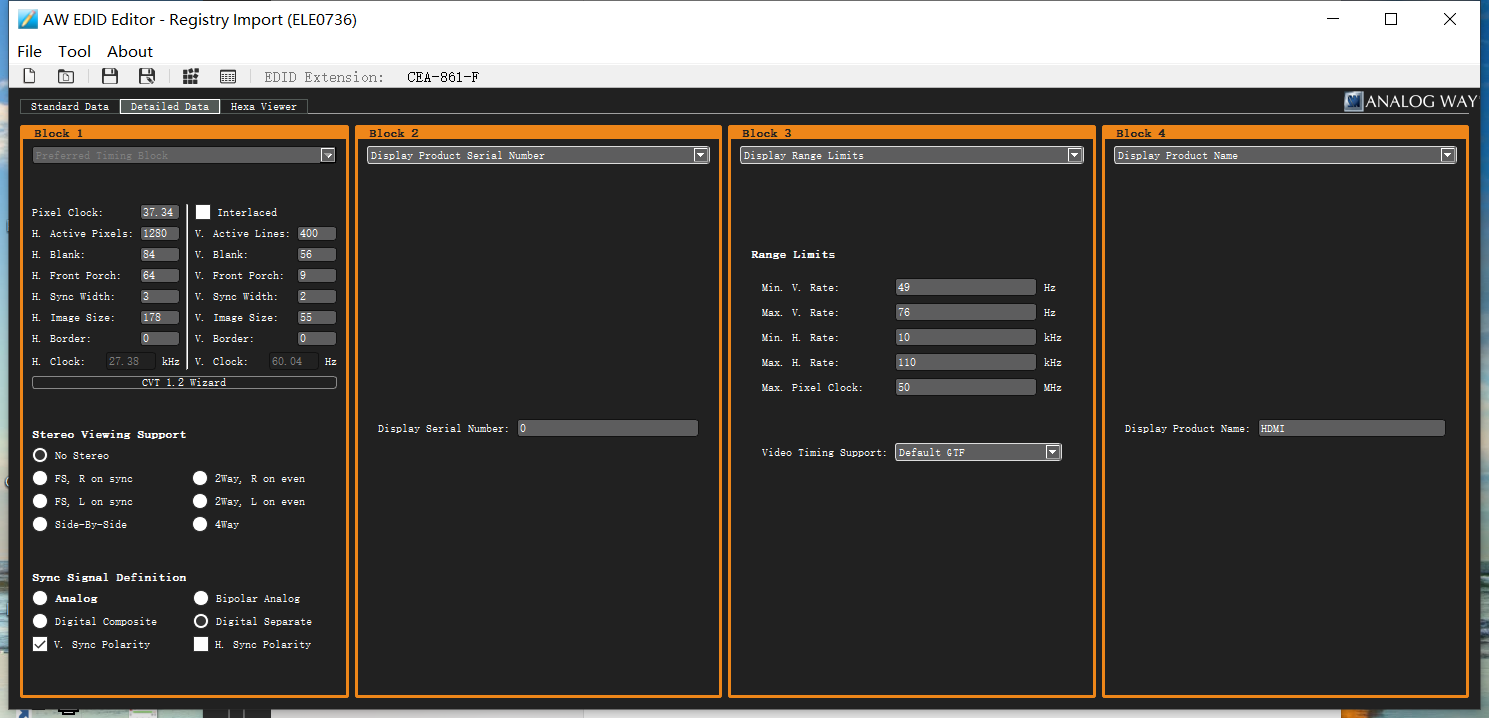 AW EDID Editor - Registry Import (ELE0736)
File Tool About
EDID Extension: CEA-861-F
Standard Data Detailed Data Hexa Viewer
ANALOG WAY
Block 1
Preferred Timing Block
Pixel Clock: 37.34 Interlaced
H. Active Pixels: 1280 V. Active Lines: 400
H. Blank: 84 V. Blank: 56
H. Front Porch: 64 V. Front Porch: 9
H. Sync Width: 3 V. Sync Width: 2
H. Image Size: 178 V. Image Size: 55
H. Border: 0 V. Border: 0
H. Clock: 27.38 kHz V. Clock: 60.04 Hz
CVT 1.2 Wizard
Stereo Viewing Support
No Stereo
FS, R on sync 2Way, R on even
FS, L on sync 2Way, L on even
Side-By-Side 4Way
Sync Signal Definition
Analog Bipolar Analog
Digital Composite Digital Separate
V. Sync Polarity H. Sync Polarity
Block 2
Display Product Serial Number
Display Serial Number: 0
Block 3
Display Range Limits
Range Limits
Min. V. Rate: 49 Hz
Max. V. Rate: 76 Hz
Min. H. Rate: 10 kHz
Max. H. Rate: 110 kHz
Max. Pixel Clock: 50 MHz
Video Timing Support: Default GTF
Block 4
Display Product Name
Display Product Name: HDMI